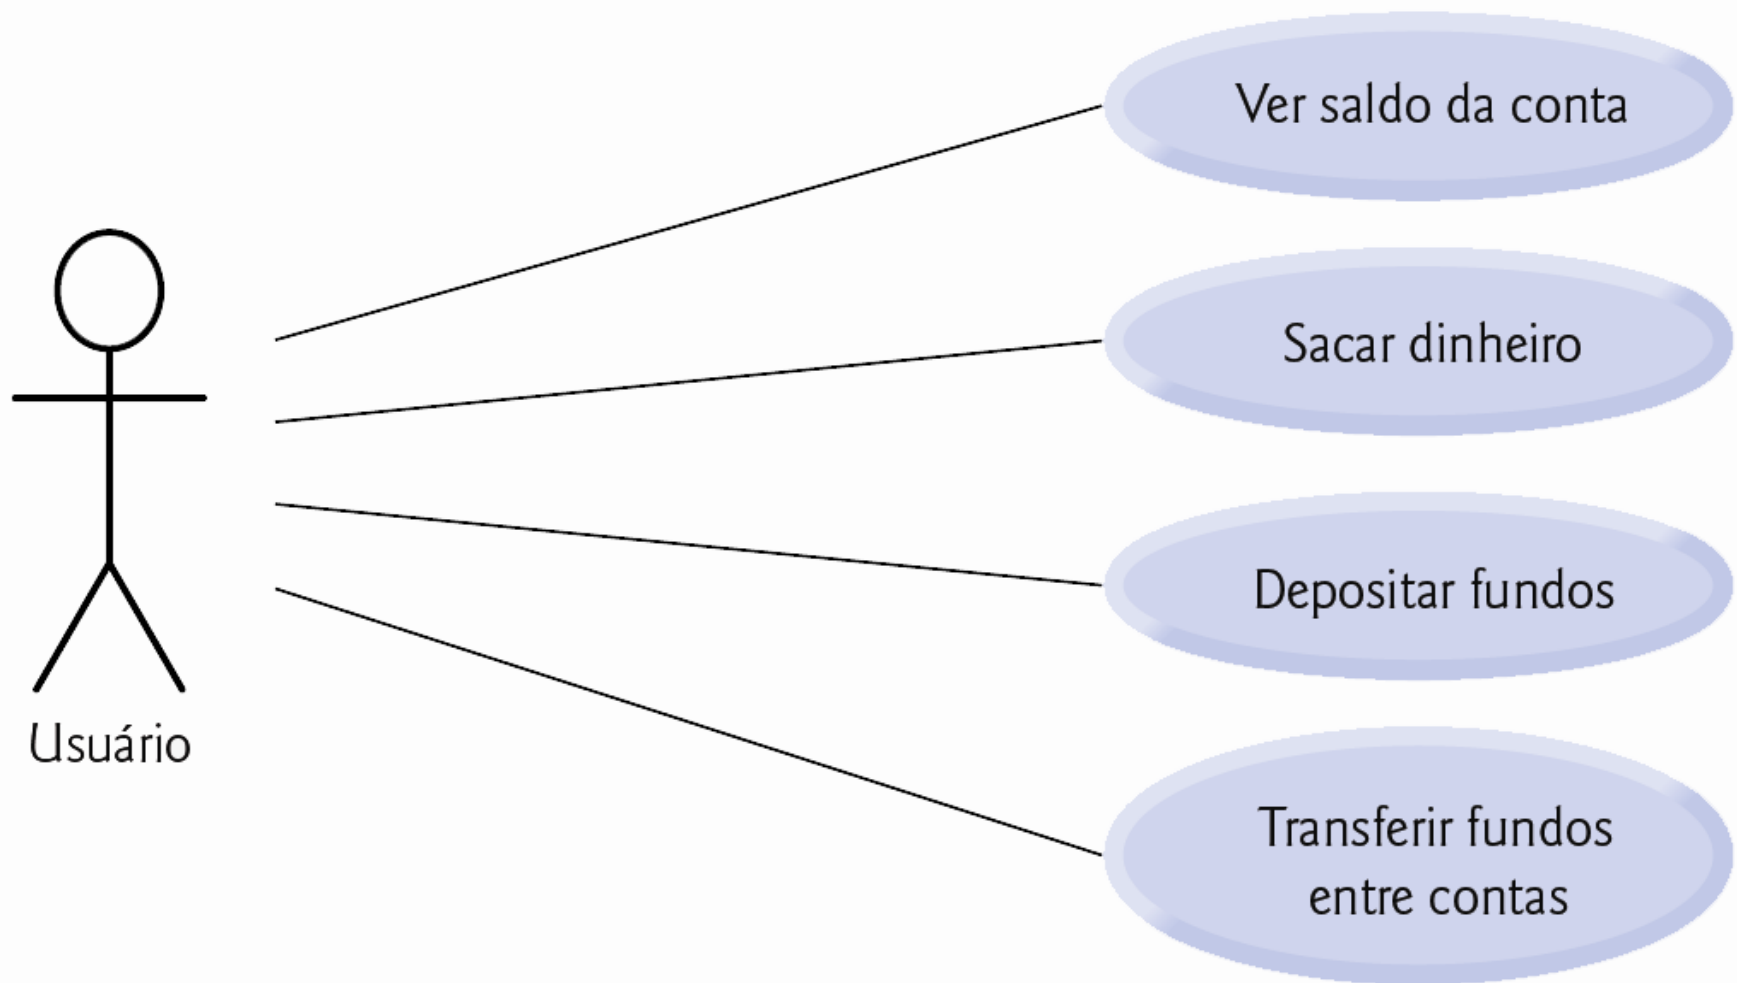 Ver saldo da conta
Sacar dinheiro
Depositar fundos
Usuário
Transferir fundos
entre contas